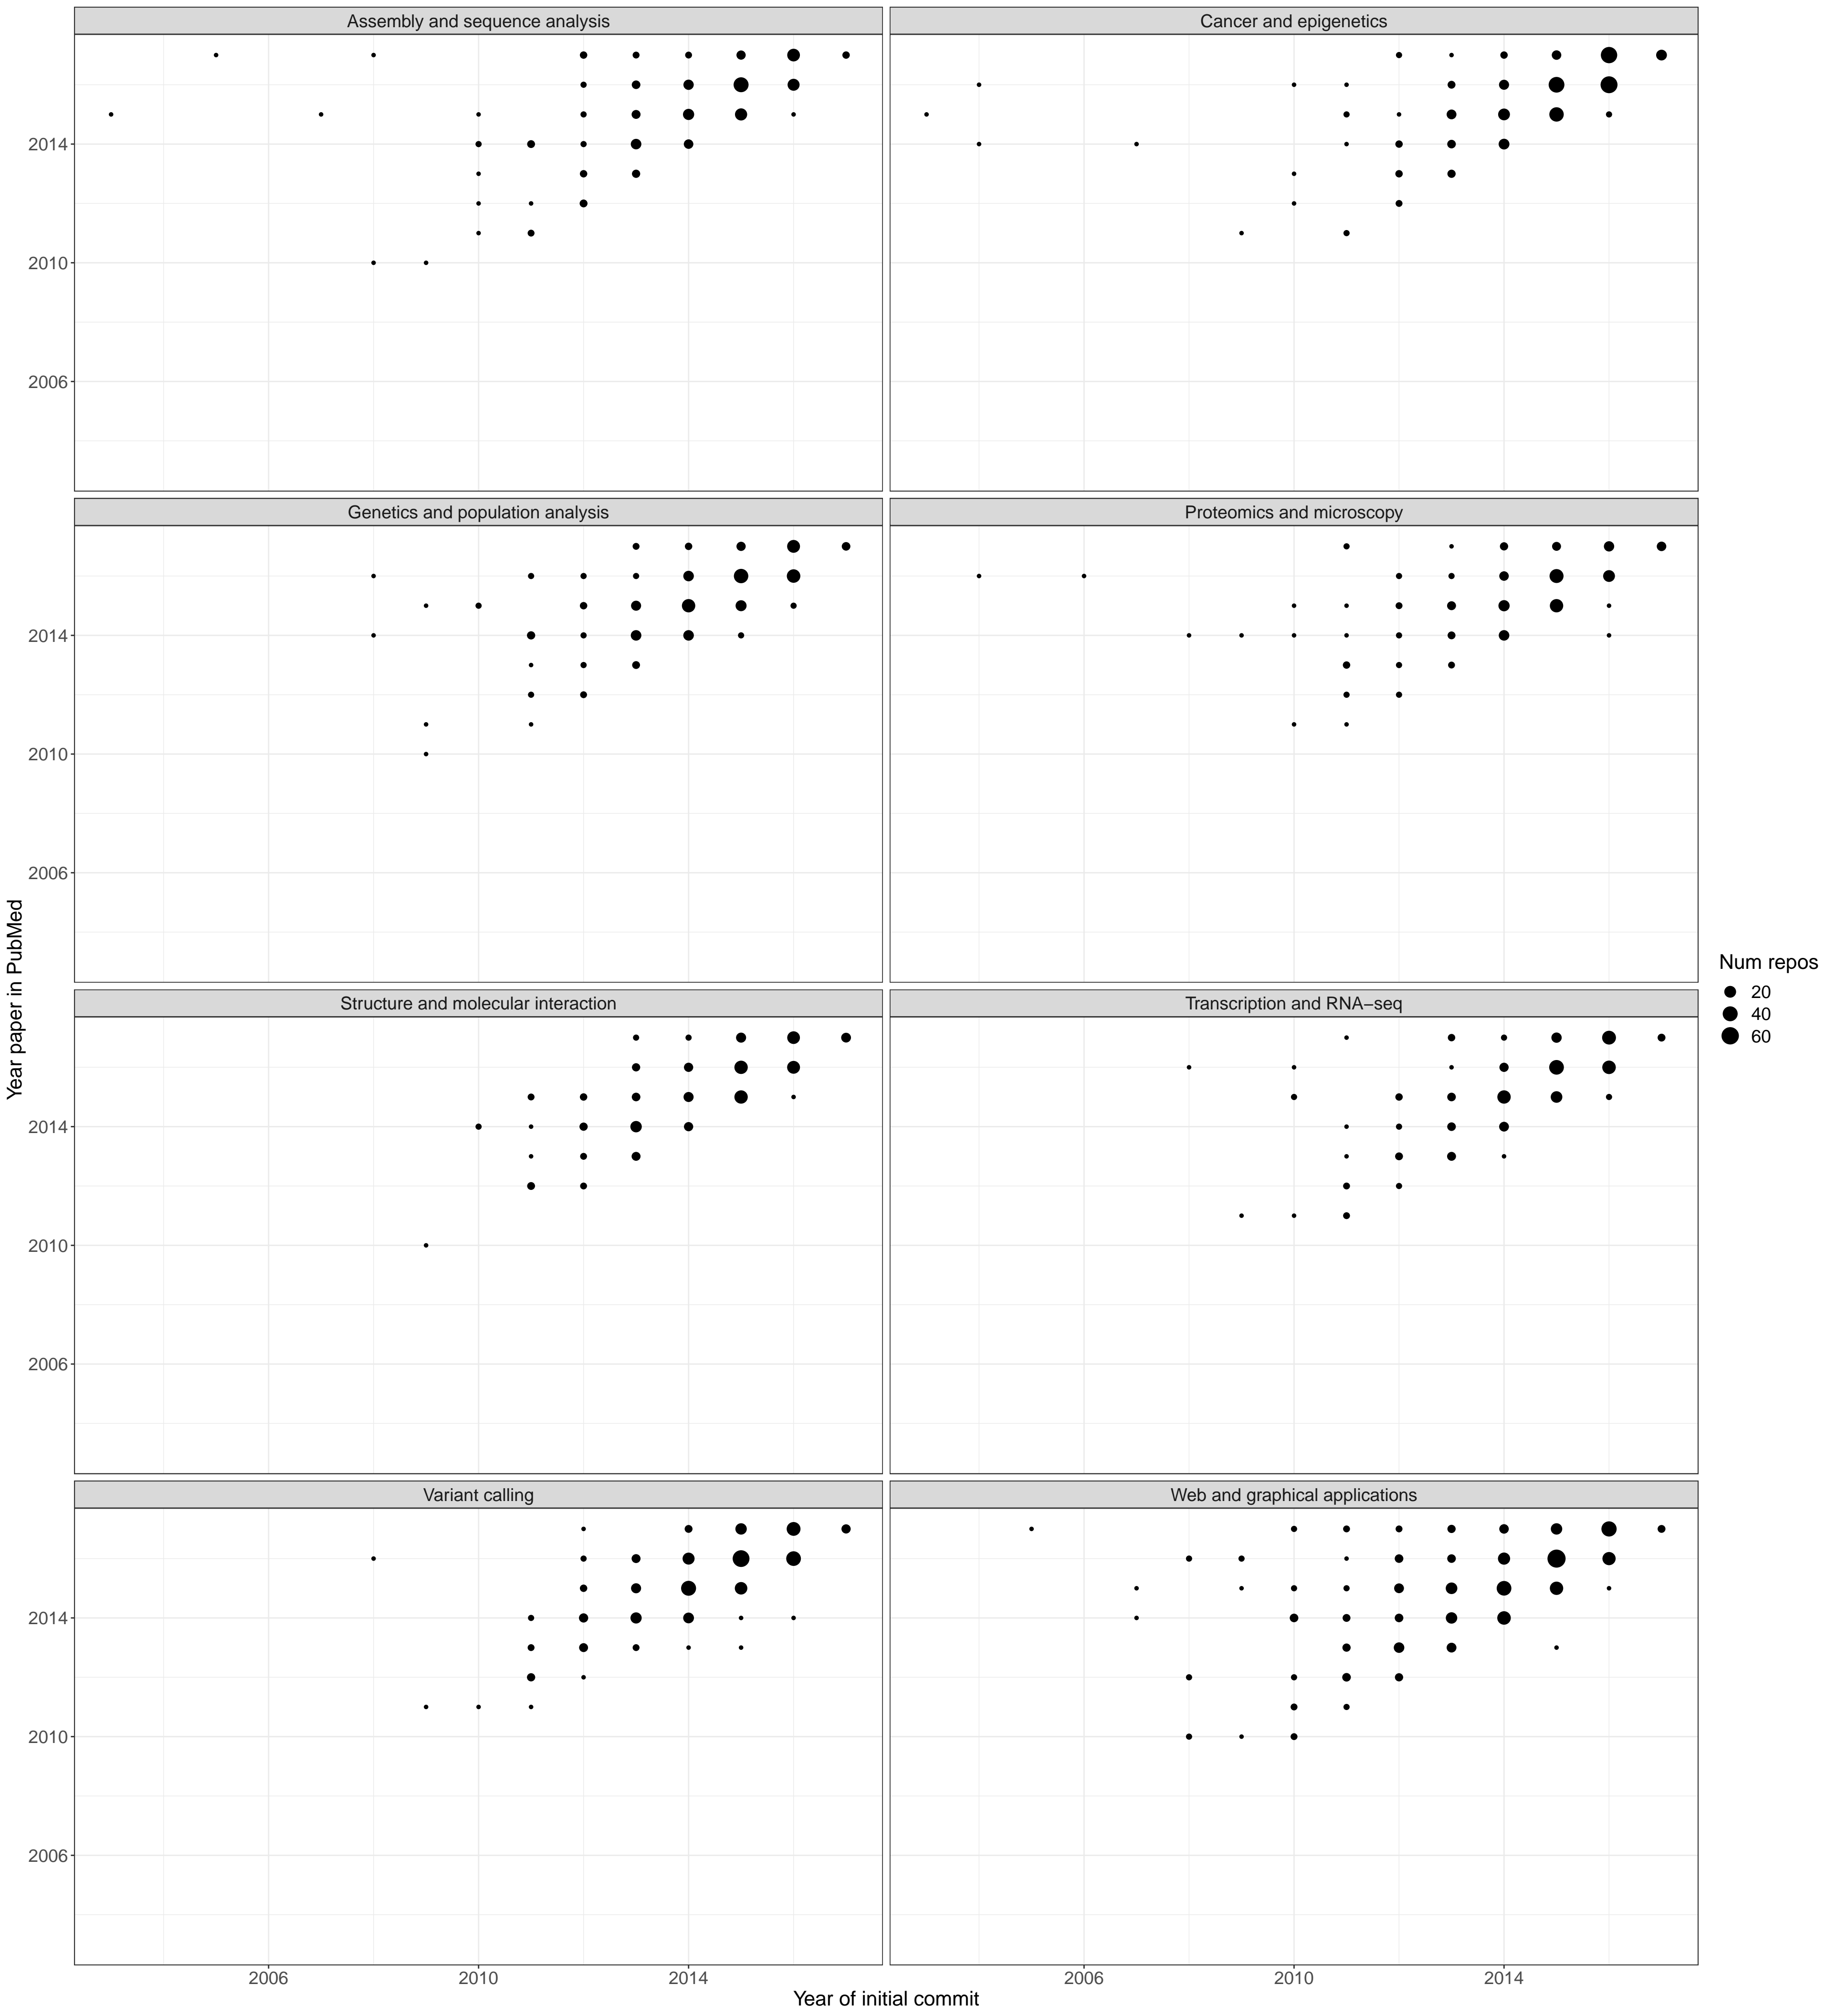 Assembly and sequence analysis
Cancer and epigenetics
2014
2010
2006
Genetics and population analysis
Proteomics and microscopy
2014
2010
2006
Year paper in PubMed
Num repos
20
40
60
Structure and molecular interaction
Transcription and RNA−seq
2014
2010
2006
Variant calling
Web and graphical applications
2014
2010
2006
2006
2010
2014
2006
2010
2014
Year of initial commit